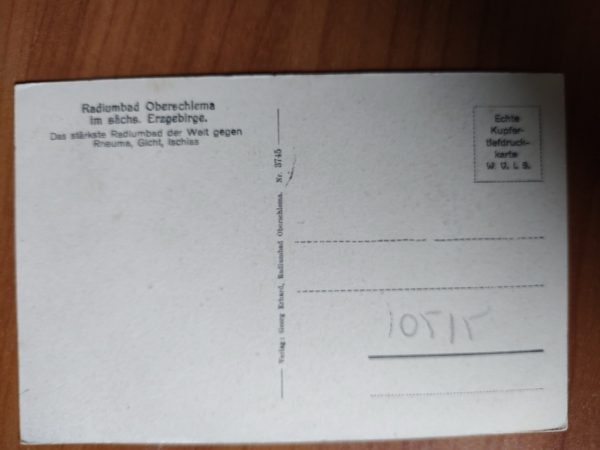 Radiumbad Oberschlema
im sächs. Erzgebirge.
Das stärkste Radiumbad der Welt gegen
Rheuma, Gicht, Ischias
Verlag: Georg Erhard, Radiumbad Oberschlema. Nr. 3745
Echte
Kupfer-
tiefdruck-
karte
W. U. i. S.